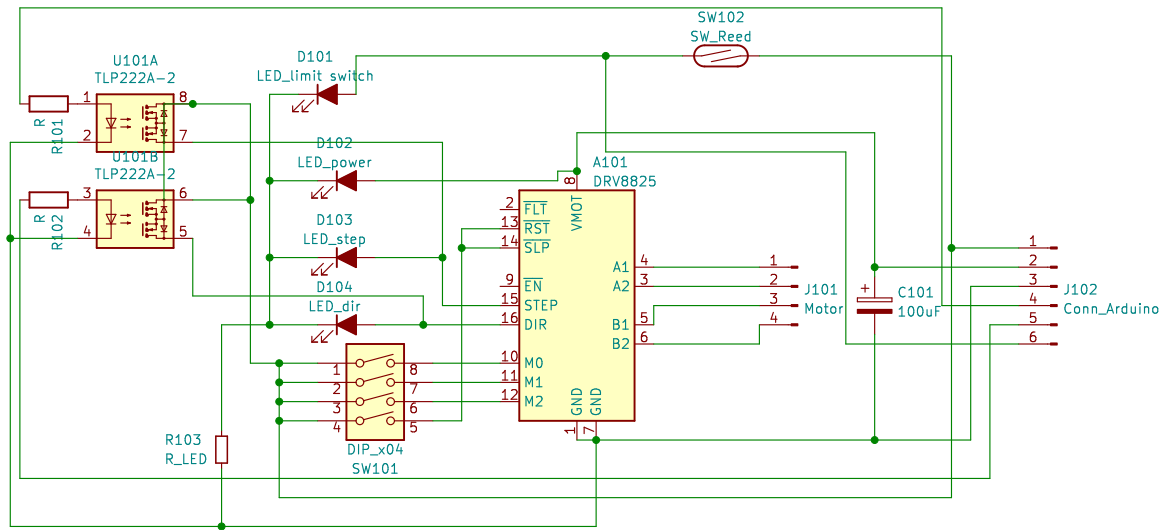 SW102
SW_Reed
U101A
TLP222A-2
D101
LED_limit switch
1
8
R
R101
2
7
U101B
TLP222A-2
D102
LED_power
A101
DRV8825
8
VMOT
3
6
R
R102
4
5
D103
LED_step
D104
LED_dir
2
FLT
13
RST
14
SLP
9
EN
15
STEP
16
DIR
10
M0
11
M1
12
M2
A1
4
A2
3
B1
5
B2
6
GND
GND
1
7
1
2
3
4
J101
Motor
+
C101
100uF
1
2
3
4
5
6
J102
Conn_Arduino
1
8
2
7
3
6
4
5
DIP_x04
SW101
R103
R_LED